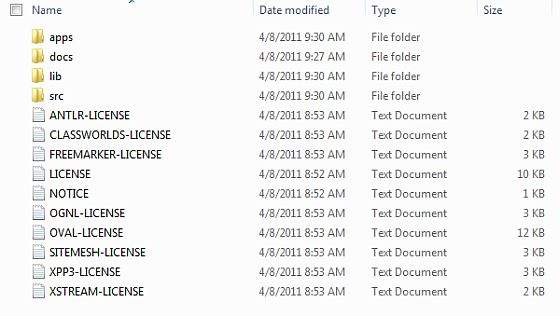 Name Date modified Type Size
apps 4/8/2011 9:30 AM File folder
docs 4/8/2011 9:27 AM File folder
lib 4/8/2011 9:30 AM File folder
src 4/8/2011 9:30 AM File folder
ANTLR-LICENSE 4/8/2011 8:53 AM Text Document 2 KB
CLASSWORLDS-LICENSE 4/8/2011 8:53 AM Text Document 2 KB
FREEMARKER-LICENSE 4/8/2011 8:53 AM Text Document 3 KB
LICENSE 4/8/2011 8:52 AM Text Document 10 KB
NOTICE 4/8/2011 8:52 AM Text Document 1 KB
OGNL-LICENSE 4/8/2011 8:53 AM Text Document 3 KB
OVAL-LICENSE 4/8/2011 8:53 AM Text Document 12 KB
SITEMESH-LICENSE 4/8/2011 8:53 AM Text Document 3 KB
XPP3-LICENSE 4/8/2011 8:53 AM Text Document 3 KB
XSTREAM-LICENSE 4/8/2011 8:53 AM Text Document 2 KB